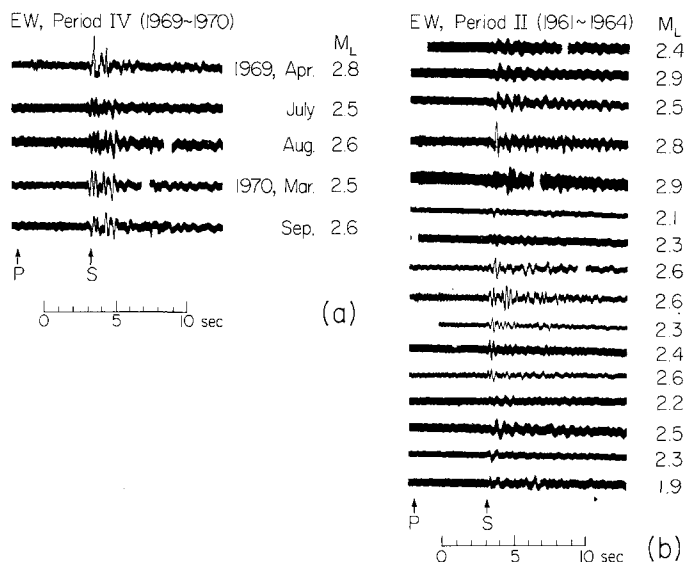 EW, Period IV (1969~1970)
M_L
1969, Apr. 2.8
July 2.5
Aug. 2.6
1970, Mar. 2.5
Sep. 2.6
P S
0 5 10 sec
(a)
EW, Period II (1961~1964)
M_L
2.4
2.9
2.5
2.8
2.9
2.1
2.3
2.6
2.6
2.3
2.4
2.6
2.2
2.5
2.3
1.9
P S
0 5 10 sec
(b)